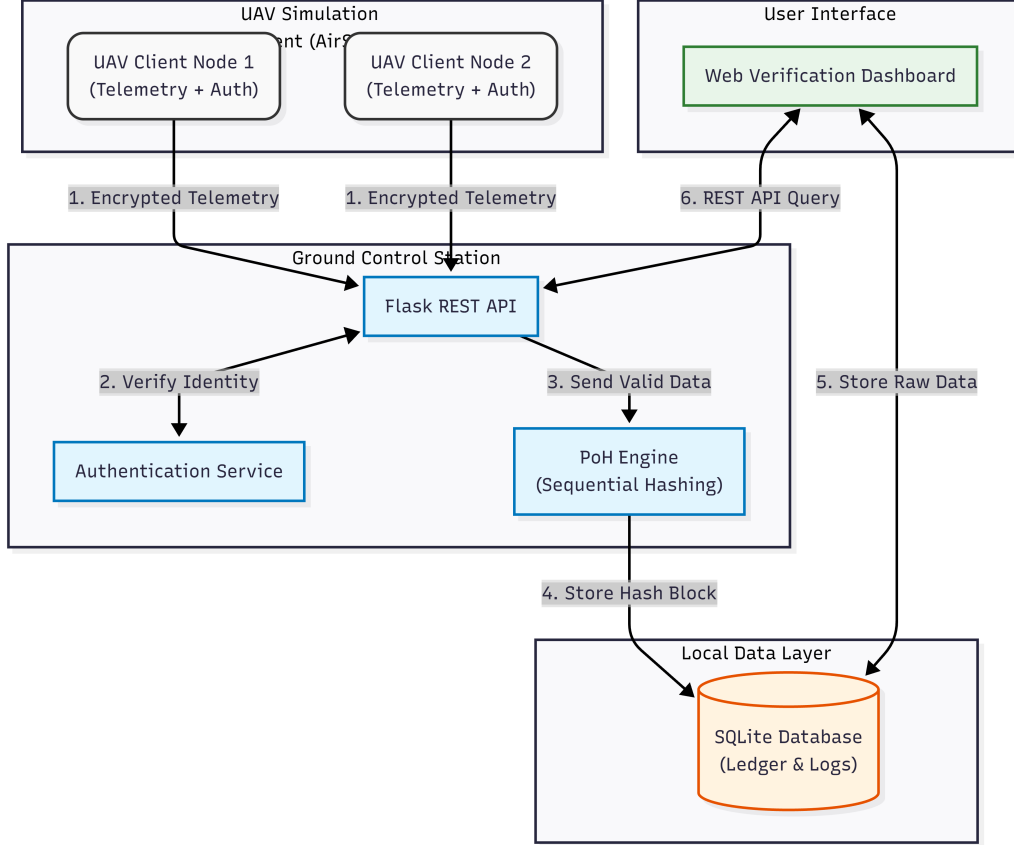 UAV Simulation
ent (AirS
UAV Client Node 1
(Telemetry + Auth)
UAV Client Node 2
(Telemetry + Auth)
User Interface
Web Verification Dashboard
1. Encrypted Telemetry
1. Encrypted Telemetry
6. REST API Query
Ground Control Station
Flask REST API
2. Verify Identity
3. Send Valid Data
5. Store Raw Data
Authentication Service
PoH Engine
(Sequential Hashing)
4. Store Hash Block
Local Data Layer
SQLite Database
(Ledger & Logs)